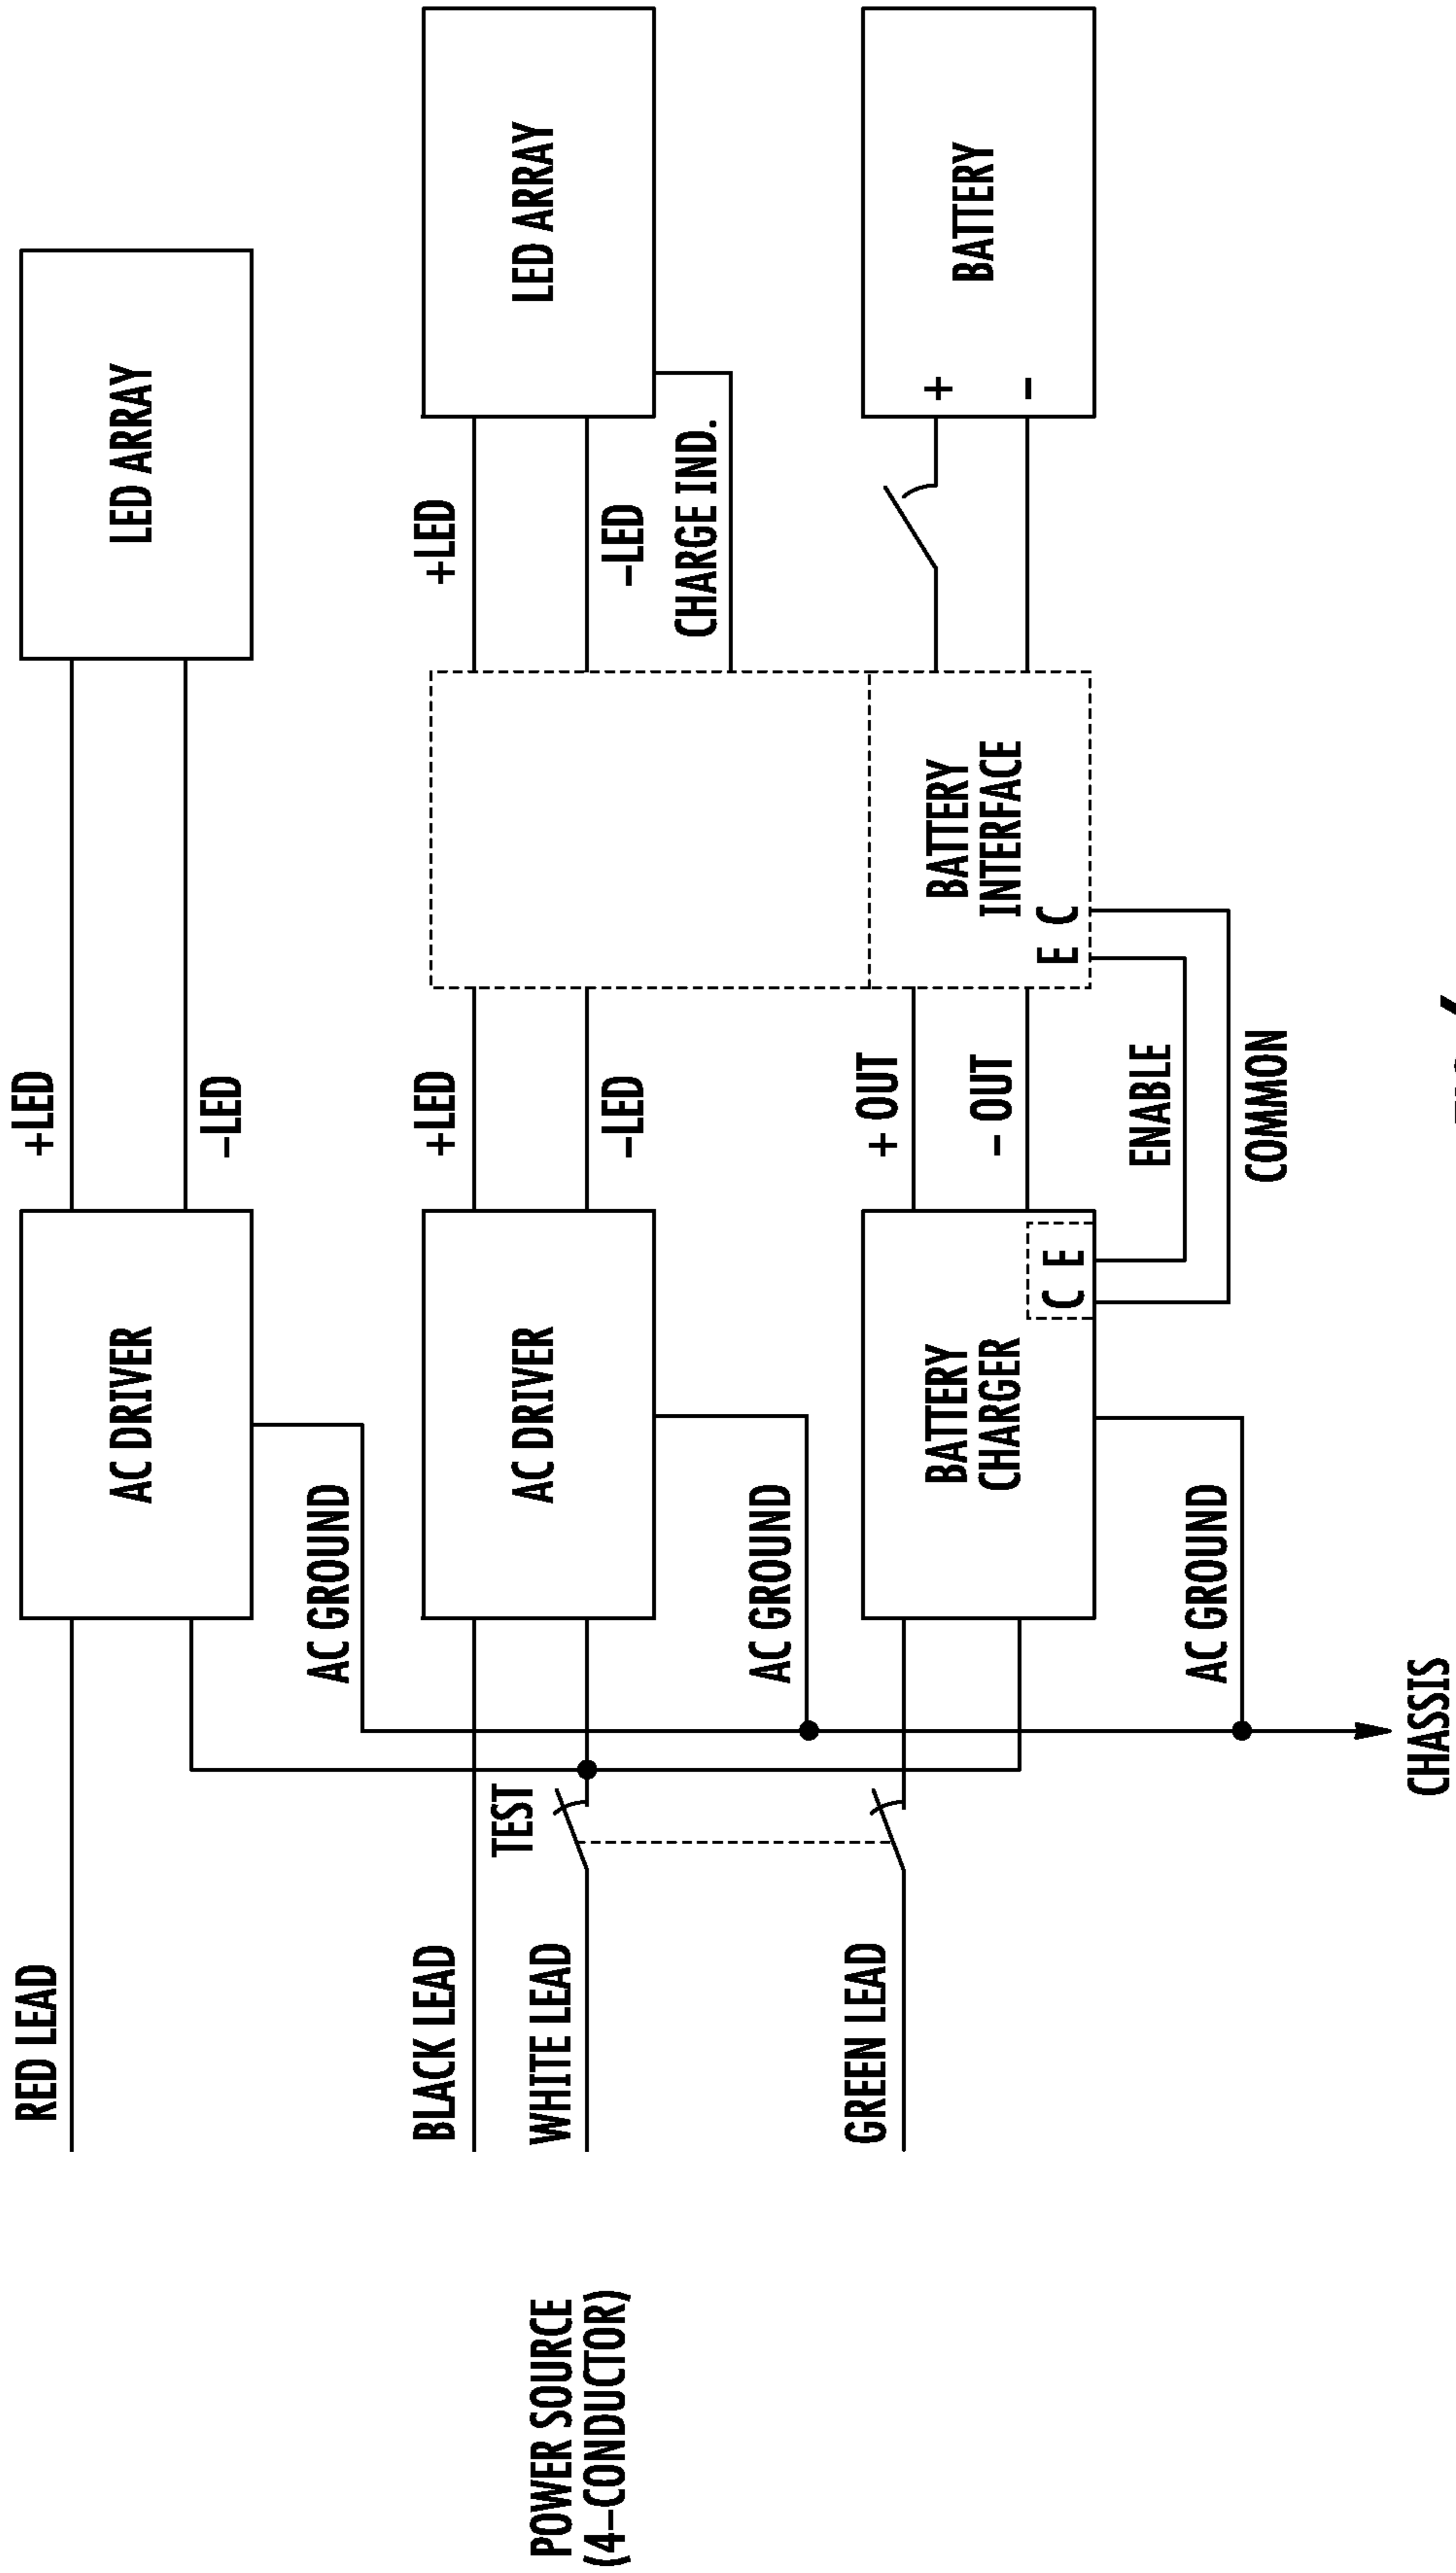 RED LEAD
AC DRIVER
+LED
–LED
LED ARRAY
AC GROUND
POWER SOURCE
(4–CONDUCTOR)
BLACK LEAD
WHITE LEAD
TEST
AC DRIVER
+LED
–LED
+LED
–LED
LED ARRAY
CHARGE IND.
AC GROUND
GREEN LEAD
BATTERY
CHARGER
C E
+ OUT
– OUT
BATTERY
INTERFACE
E C
+
–
BATTERY
ENABLE
COMMON
AC GROUND
CHASSIS